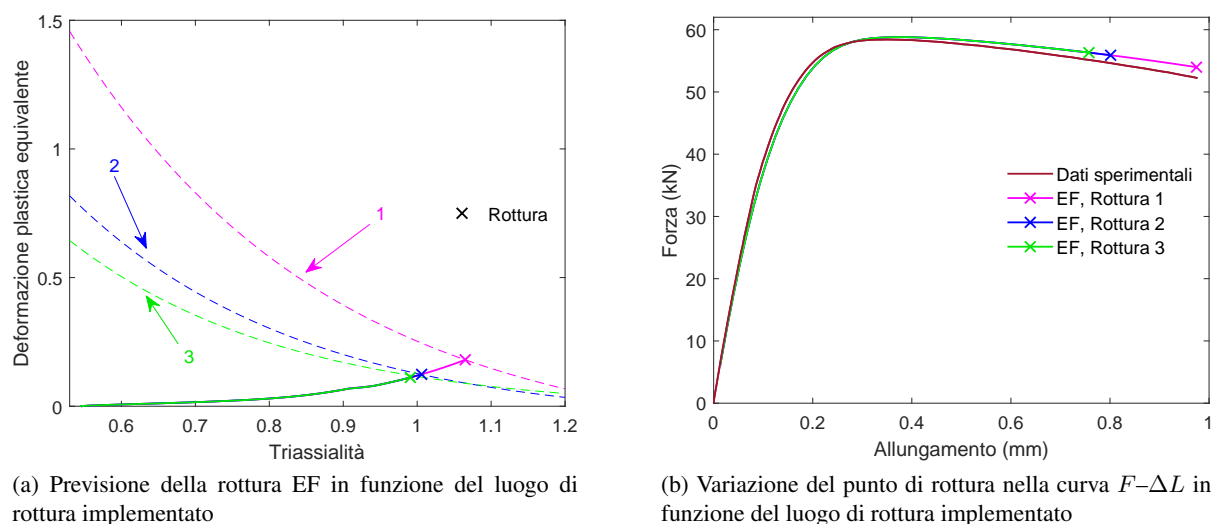 1.5
1
0.5
0
0.6
0.7
0.8
0.9
1
1.1
1.2
Deformazione plastica equivalente
Triassialità
1
2
3
Rottura
(a) Previsione della rottura EF in funzione del luogo di
rottura implementato
60
50
40
30
20
10
0
0
0.2
0.4
0.6
0.8
1
Forza (kN)
Allungamento (mm)
Dati sperimentali
EF, Rottura 1
EF, Rottura 2
EF, Rottura 3
(b) Variazione del punto di rottura nella curva F–ΔL in
funzione del luogo di rottura implementato